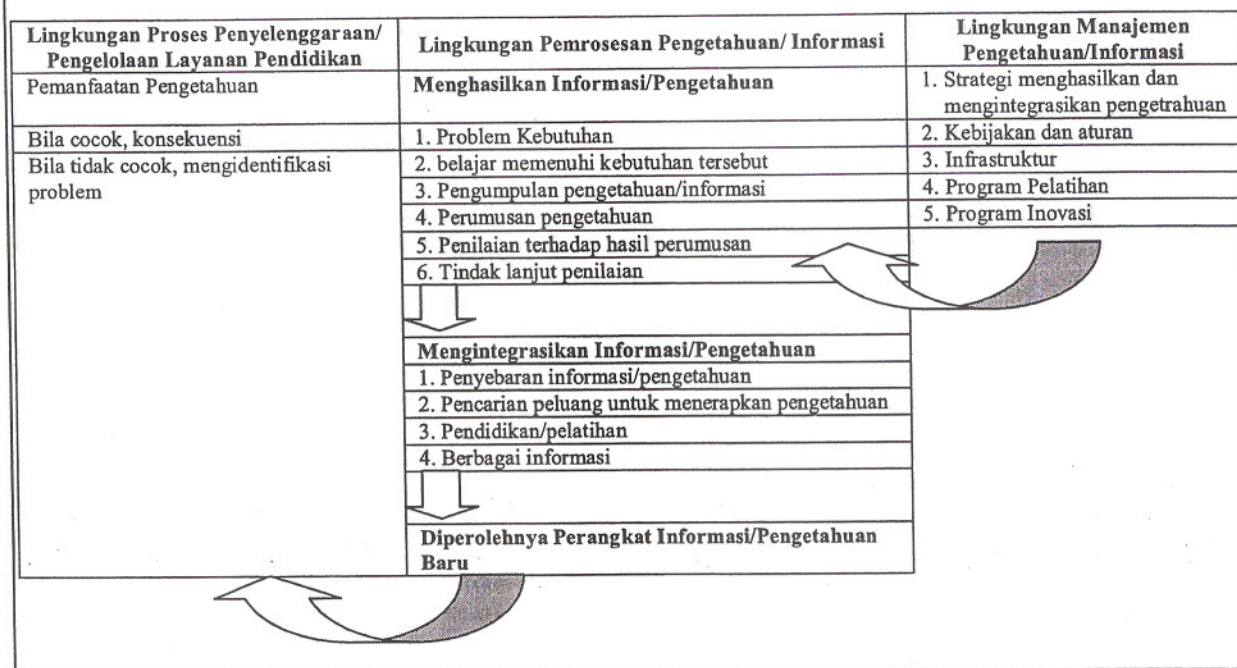 Lingkungan Proses Penyelenggaraan/
Pengelolaan Layanan Pendidikan
Lingkungan Pemrosesan Pengetahuan/ Informasi
Lingkungan Manajemen
Pengetahuan/Informasi
Pemanfaatan Pengetahuan
Menghasilkan Informasi/Pengetahuan
1. Strategi menghasilkan dan
mengintegrasikan pengetrahuan
Bila cocok, konsekuensi
1. Problem Kebutuhan
2. Kebijakan dan aturan
Bila tidak cocok, mengidentifikasi
problem
2. belajar memenuhi kebutuhan tersebut
3. Infrastruktur
3. Pengumpulan pengetahuan/informasi
4. Program Pelatihan
4. Perumusan pengetahuan
5. Program Inovasi
5. Penilaian terhadap hasil perumusan
6. Tindak lanjut penilaian
Mengintegrasikan Informasi/Pengetahuan
1. Penyebaran informasi/pengetahuan
2. Pencarian peluang untuk menerapkan pengetahuan
3. Pendidikan/pelatihan
4. Berbagai informasi
Diperolehnya Perangkat Informasi/Pengetahuan
Baru